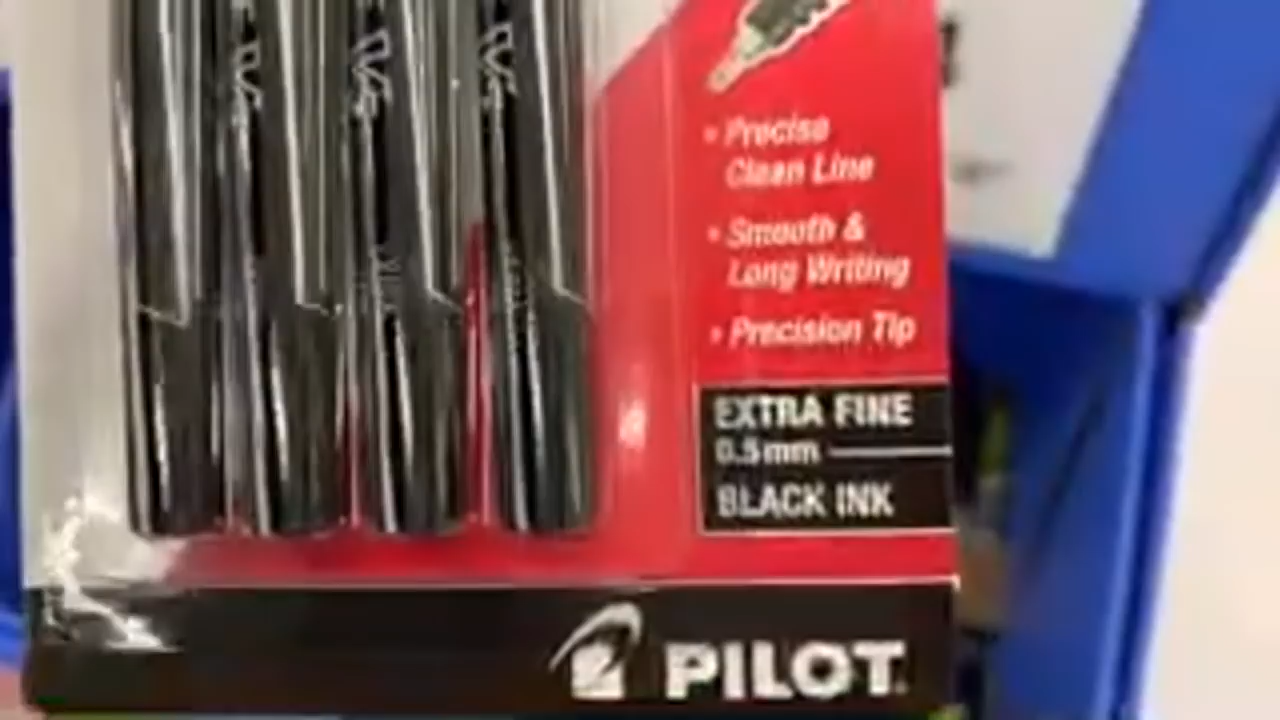 • Precise
Clean Line
• Smooth &
Long Writing
• Precision Tip
EXTRA FINE
0.5mm
BLACK INK
PILOT